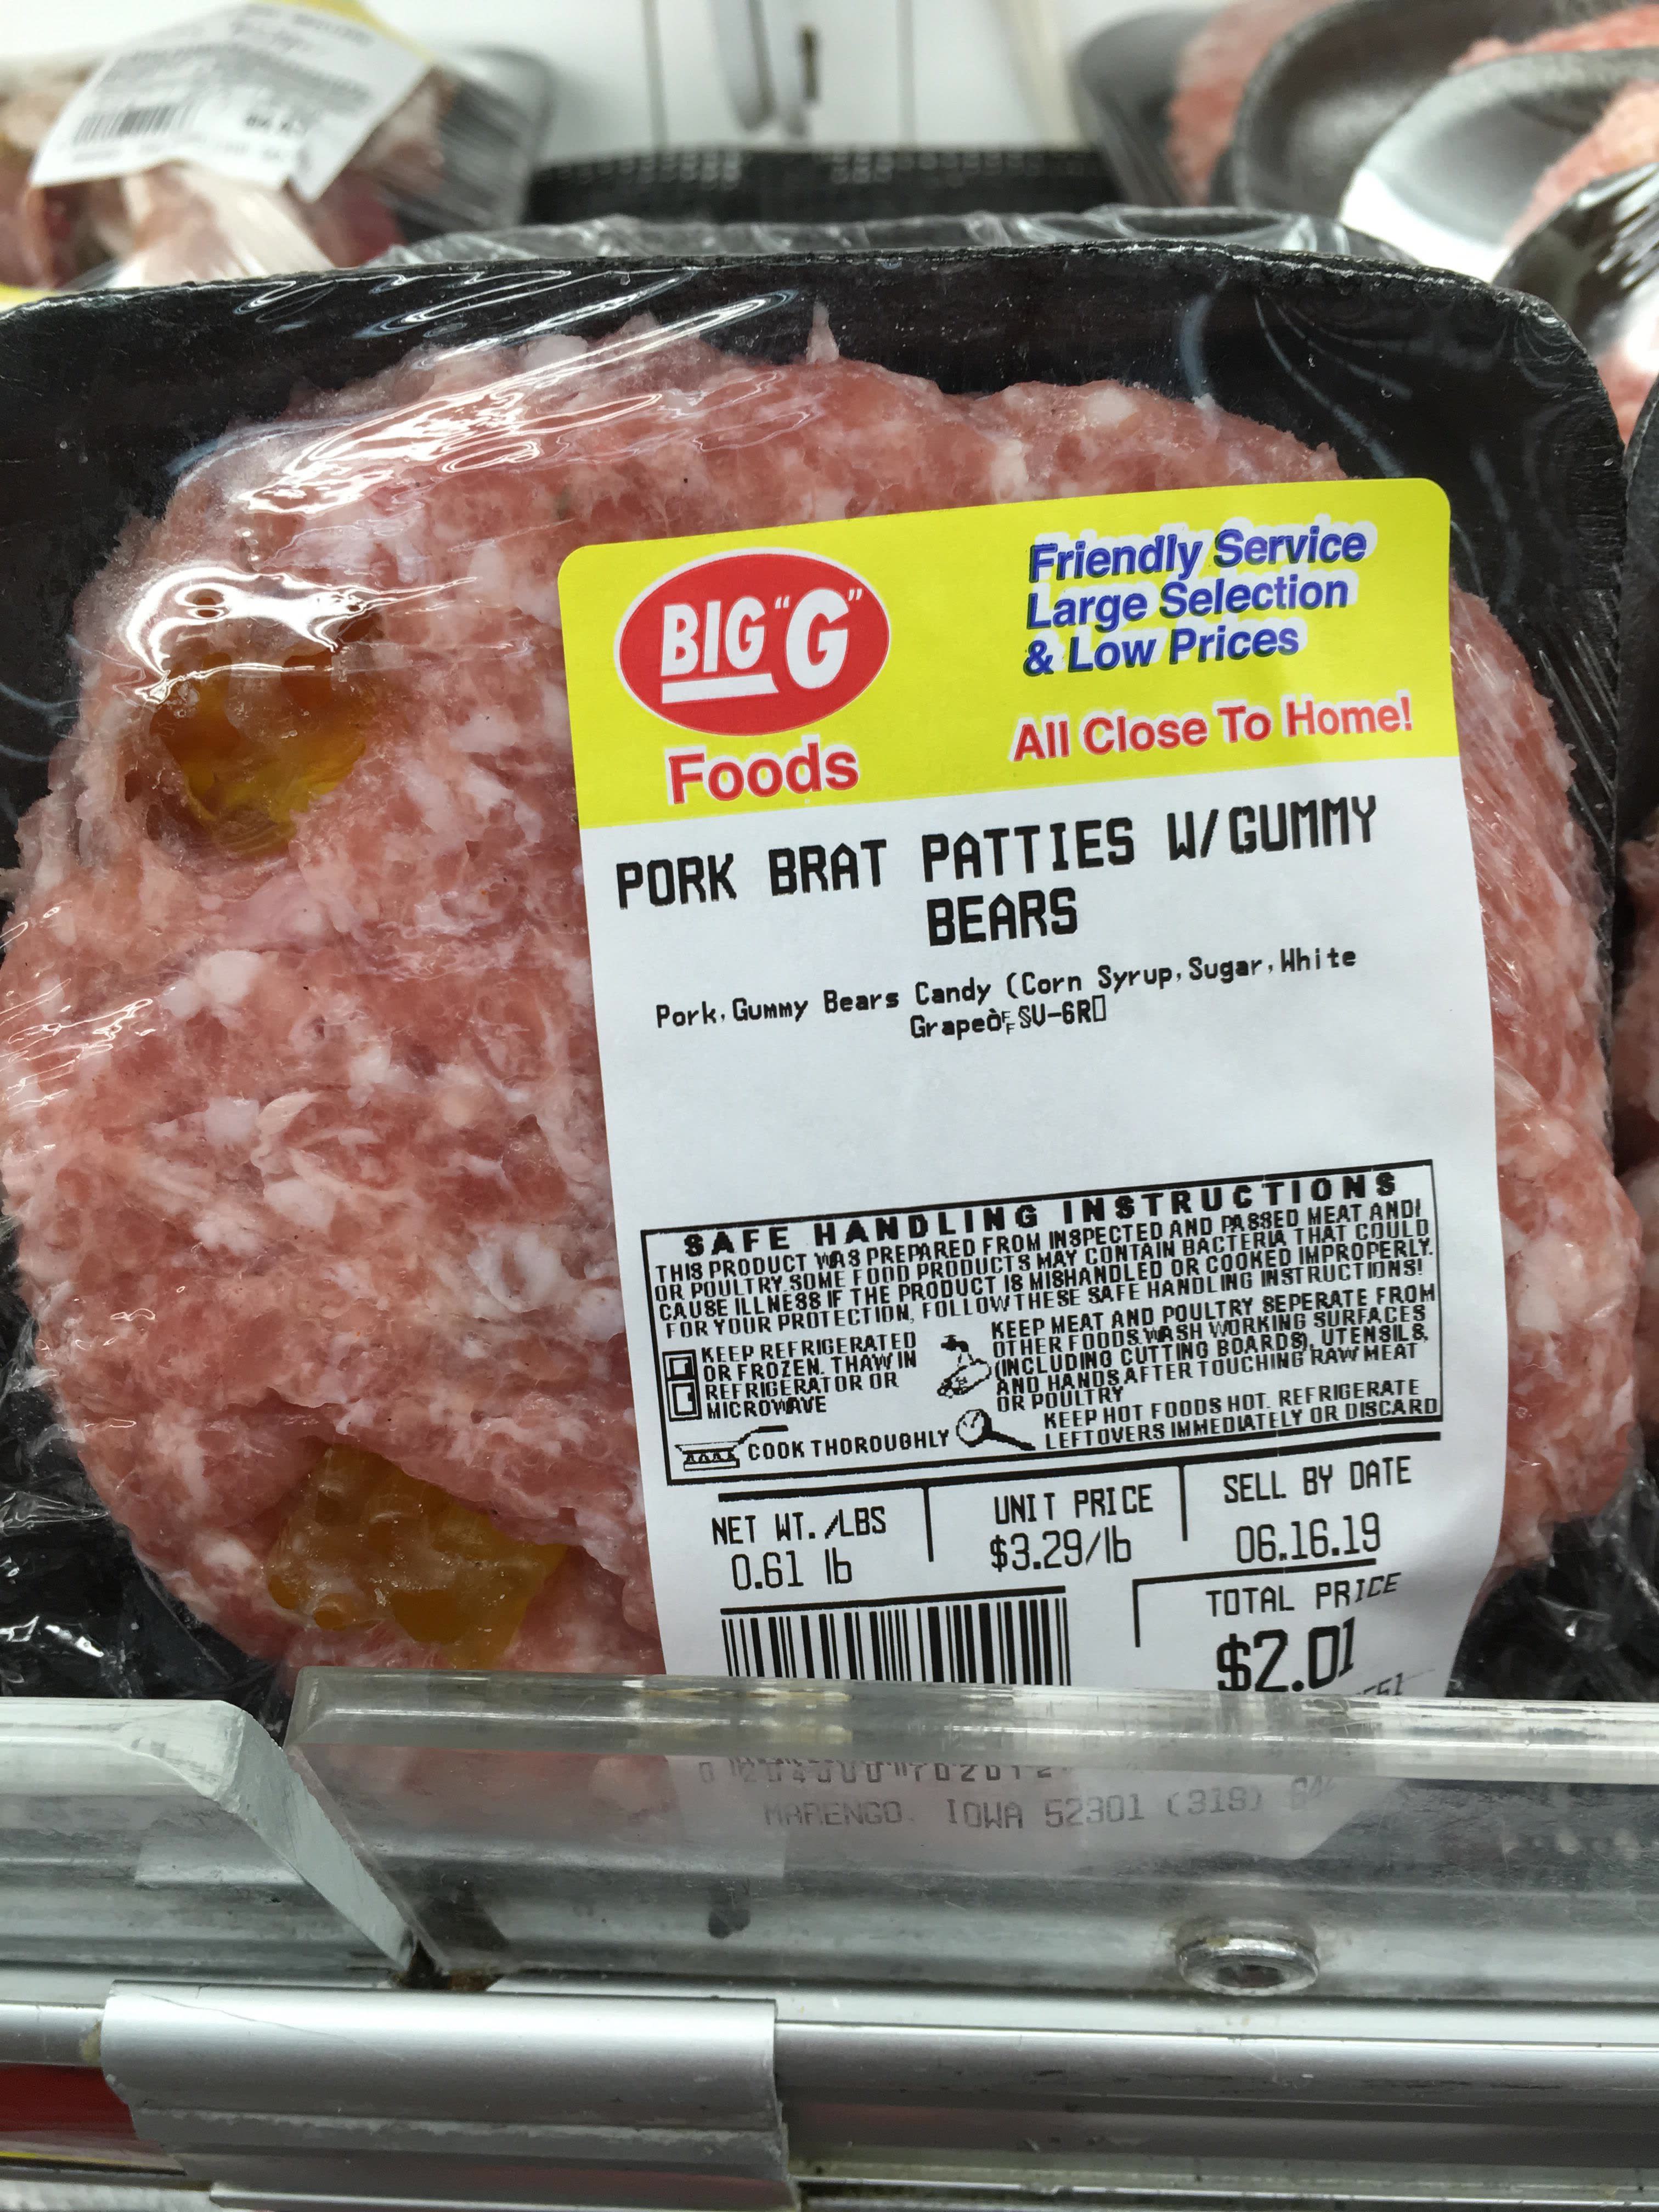 BIG "G"
Foods
Friendly Service
Large Selection
& Low Prices
All Close To Home!
PORK BRAT PATTIES W/GUMMY
BEARS
Pork, Gummy Bears Candy (Corn Syrup, Sugar, White
Grape
SAFE HANDLING INSTRUCTIONS
THIS PRODUCT WAS PREPARED FROM INSPECTED AND PASSED MEAT AND/
OR POULTRY. SOME FOOD PRODUCTS MAY CONTAIN BACTERIA THAT COULD
CAUSE ILLNESS IF THE PRODUCT IS MISHANDLED OR COOKED IMPROPERLY.
FOR YOUR PROTECTION, FOLLOW THESE SAFE HANDLING INSTRUCTIONS!
KEEP REFRIGERATED
OR FROZEN. THAW IN
REFRIGERATOR OR
MICROWAVE
KEEP MEAT AND POULTRY SEPERATE FROM
OTHER FOODS. WASH WORKING SURFACES
(INCLUDING CUTTING BOARDS), UTENSILS,
AND HANDS AFTER TOUCHING RAW MEAT
OR POULTRY
COOK THOROUGHLY
KEEP HOT FOODS HOT. REFRIGERATE
LEFTOVERS IMMEDIATELY OR DISCARD
NET WT./LBS
0.61 lb
UNIT PRICE
$3.29/lb
SELL BY DATE
06.16.19
TOTAL PRICE
$2.01
MARENGO. IOWA 52301 (319)